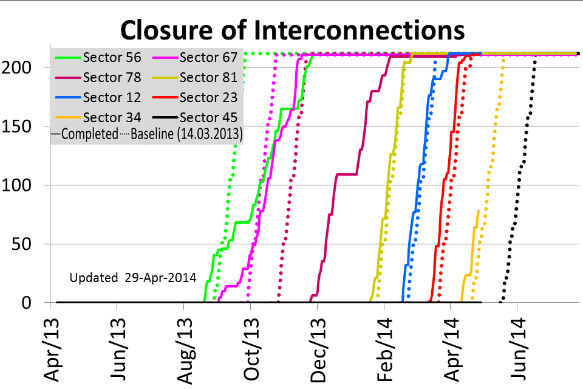 Closure of Interconnections
Sector 56 Sector 67
Sector 78 Sector 81
Sector 12 Sector 23
Sector 34 Sector 45
Completed Baseline (14.03.2013)
Updated 29-Apr-2014
200
150
100
50
0
Apr/13 Jun/13 Aug/13 Oct/13 Dec/13 Feb/14 Apr/14 Jun/14